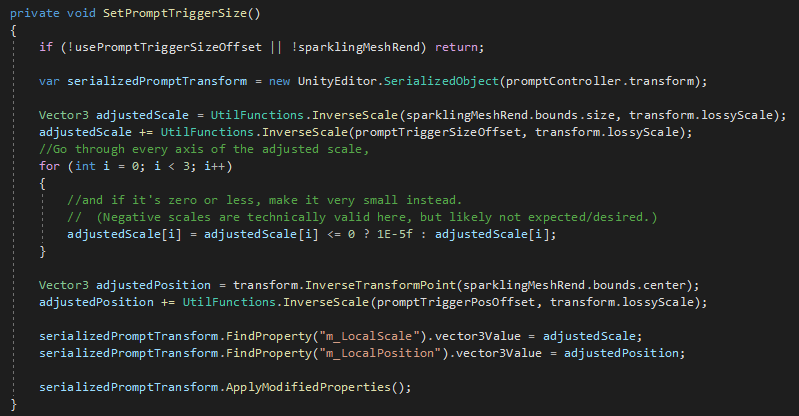 private void SetPromptTriggerSize()
{
if (!usePromptTriggerSizeOffset || !sparklingMeshRend) return;
var serializedPromptTransform = new UnityEditor.SerializedObject(promptController.transform);
Vector3 adjustedScale = UtilFunctions.InverseScale(sparklingMeshRend.bounds.size, transform.lossyScale);
adjustedScale += UtilFunctions.InverseScale(promptTriggerSizeOffset, transform.lossyScale);
//Go through every axis of the adjusted scale,
for (int i = 0; i < 3; i++)
{
//and if it's zero or less, make it very small instead.
//  (Negative scales are technically valid here, but likely not expected/desired.)
adjustedScale[i] = adjustedScale[i] <= 0 ? 1E-5f : adjustedScale[i];
}
Vector3 adjustedPosition = transform.InverseTransformPoint(sparklingMeshRend.bounds.center);
adjustedPosition += UtilFunctions.InverseScale(promptTriggerPosOffset, transform.lossyScale);
serializedPromptTransform.FindProperty("m_LocalScale").vector3Value = adjustedScale;
serializedPromptTransform.FindProperty("m_LocalPosition").vector3Value = adjustedPosition;
serializedPromptTransform.ApplyModifiedProperties();
}